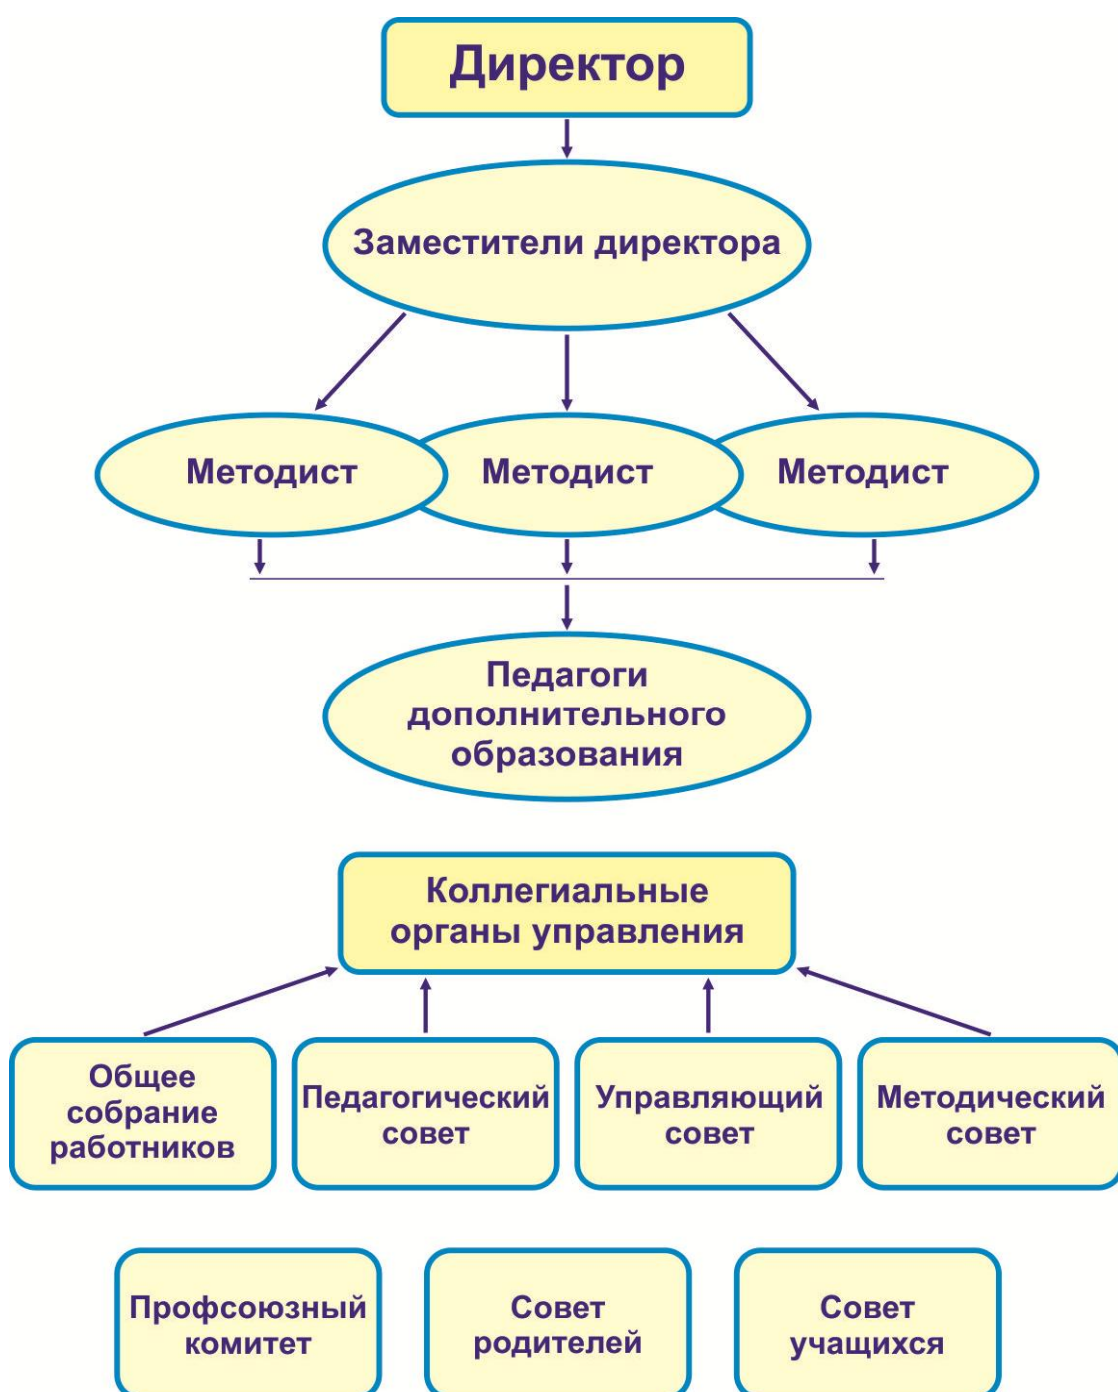 Директор
Заместители директора
Методист
Методист
Методист
Педагоги
дополнительного
образования
Коллегиальные
органы управления
Общее
собрание
работников
Педагогический
совет
Управляющий
совет
Методический
совет
Профсоюзный
комитет
Совет
родителей
Совет
учащихся